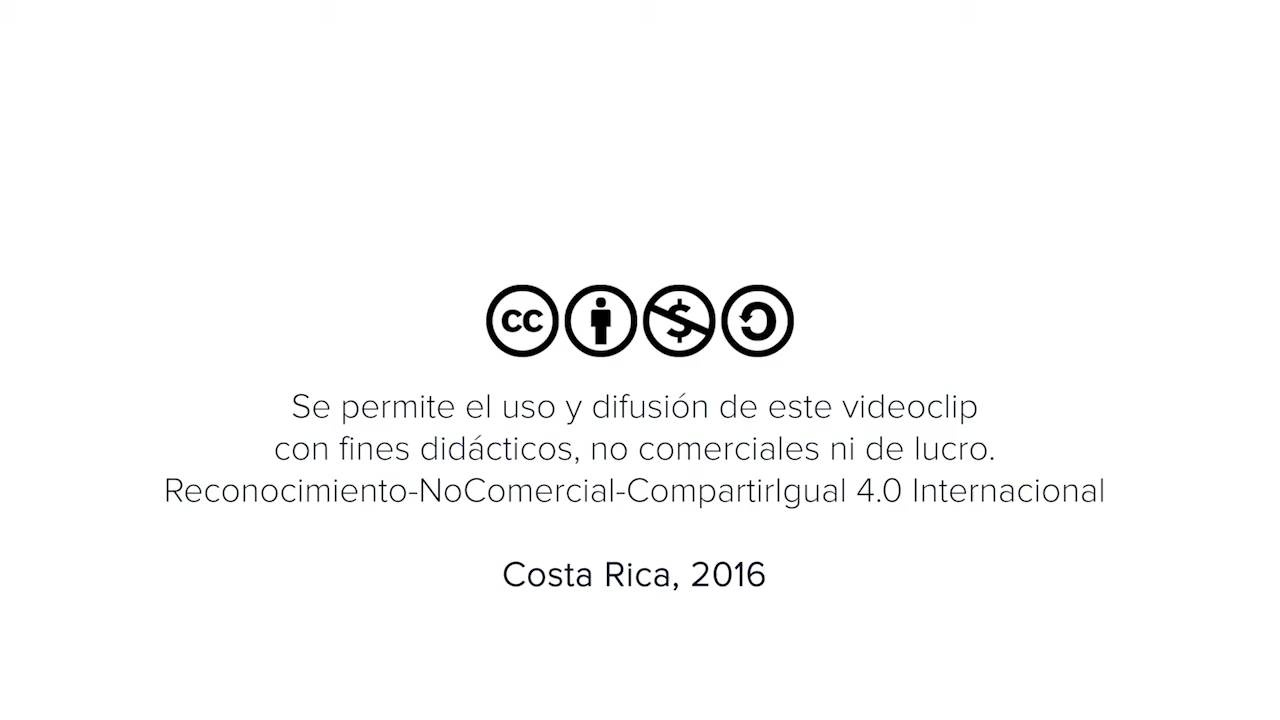 cc
Se permite el uso y difusión de este videoclip
con fines didácticos, no comerciales ni de lucro.
Reconocimiento-NoComercial-CompartirIgual 4.0 Internacional
Costa Rica, 2016